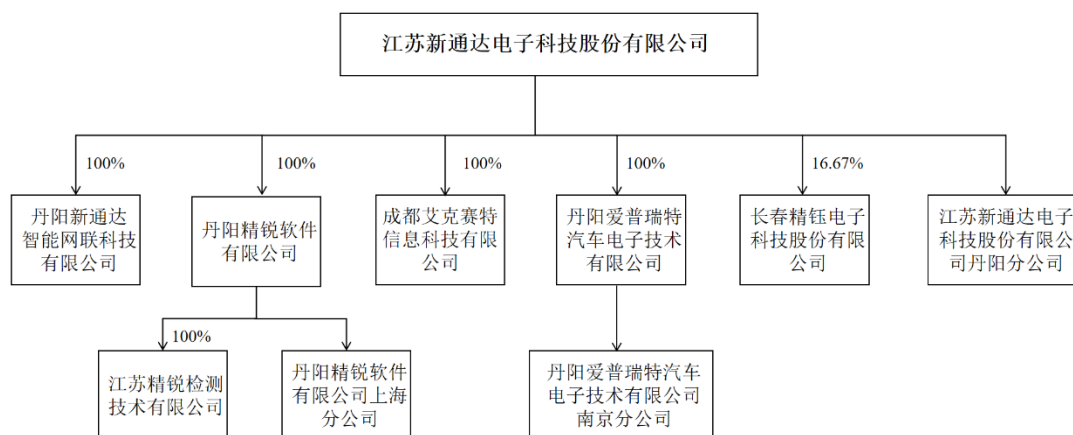 江苏新通达电子科技股份有限公司
100%
100%
100%
100%
16.67%
丹阳新通达
智能网联科技
有限公司
丹阳精锐软件
有限公司
成都艾克赛特
信息科技有限
公司
丹阳爱普瑞特
汽车电子技术
有限公司
长春精钰电子
科技股份有限
公司
江苏新通达电子
科技股份有限公
司丹阳分公司
100%
江苏精锐检测
技术有限公司
丹阳精锐软件
有限公司上海
分公司
丹阳爱普瑞特汽车
电子技术有限公司
南京分公司